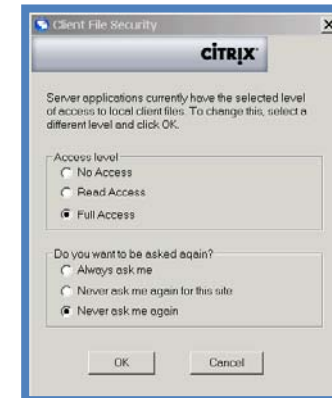 Client File Security
CITRIX
Server applications currently have the selected level
of access to local client files. To change this, select a
different level and click OK.
Access level
No Access
Read Access
Full Access
Do you want to be asked again?
Always ask me
Never ask me again for this site
Never ask me again
OK
Cancel